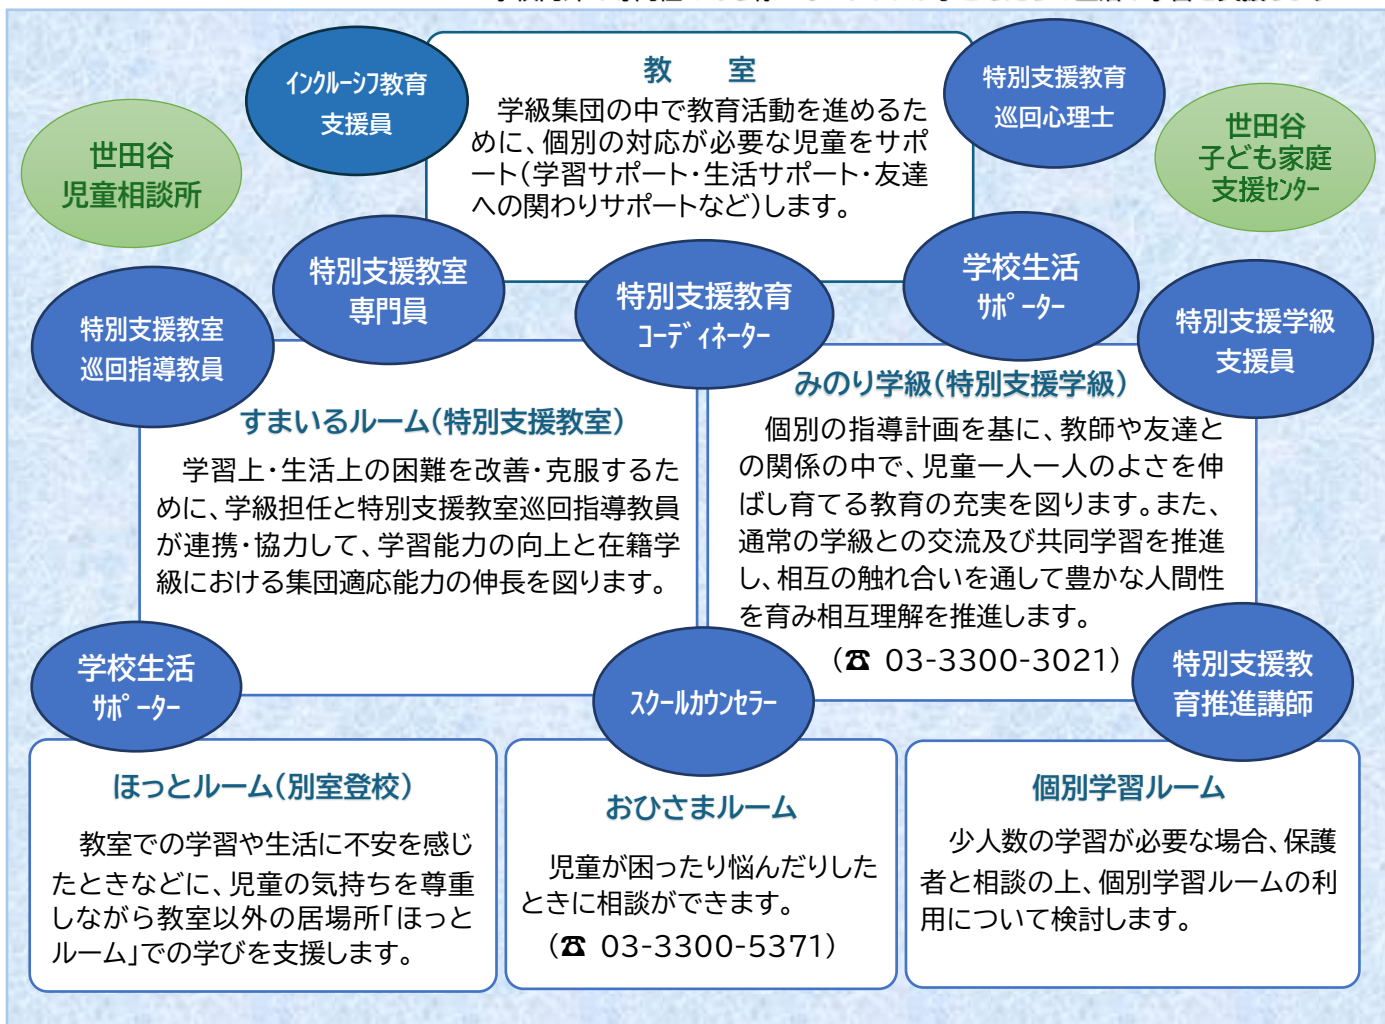 インクルーシブ教育
支援員
教　室
学級集団の中で教育活動を進めるた
めに、個別の対応が必要な児童をサポ
ート（学習サポート・生活サポート・友達
への関わりサポートなど）します。
特別支援教育
巡回心理士
世田谷
児童相談所
世田谷
子ども家庭
支援センター
特別支援教室
巡回指導教員
特別支援教室
専門員
特別支援教育
コーディネーター
学校生活
サポーター
特別支援学級
支援員
すまいるルーム（特別支援教室）
学習上・生活上の困難を改善・克服するた
めに、学級担任と特別支援教室巡回指導教員
が連携・協力して、学習能力の向上と在籍学
級における集団適応能力の伸長を図ります。
みのり学級（特別支援学級）
個別の指導計画を基に、教師や友達と
の関係の中で、児童一人一人のよさを伸
ばし育てる教育の充実を図ります。また、
通常の学級との交流及び共同学習を推進
し、相互の触れ合いを通して豊かな人間性
を育み相互理解を推進します。
（☎ 03-3300-3021）
学校生活
サポーター
スクールカウンセラー
特別支援教
育推進講師
ほっとルーム（別室登校）
教室での学習や生活に不安を感じ
たときなどに、児童の気持ちを尊重
しながら教室以外の居場所「ほっと
ルーム」での学びを支援します。
おひさまルーム
児童が困ったり悩んだりした
ときに相談ができます。
（☎ 03-3300-5371）
個別学習ルーム
少人数の学習が必要な場合、保護
者と相談の上、個別学習ルームの利
用について検討します。